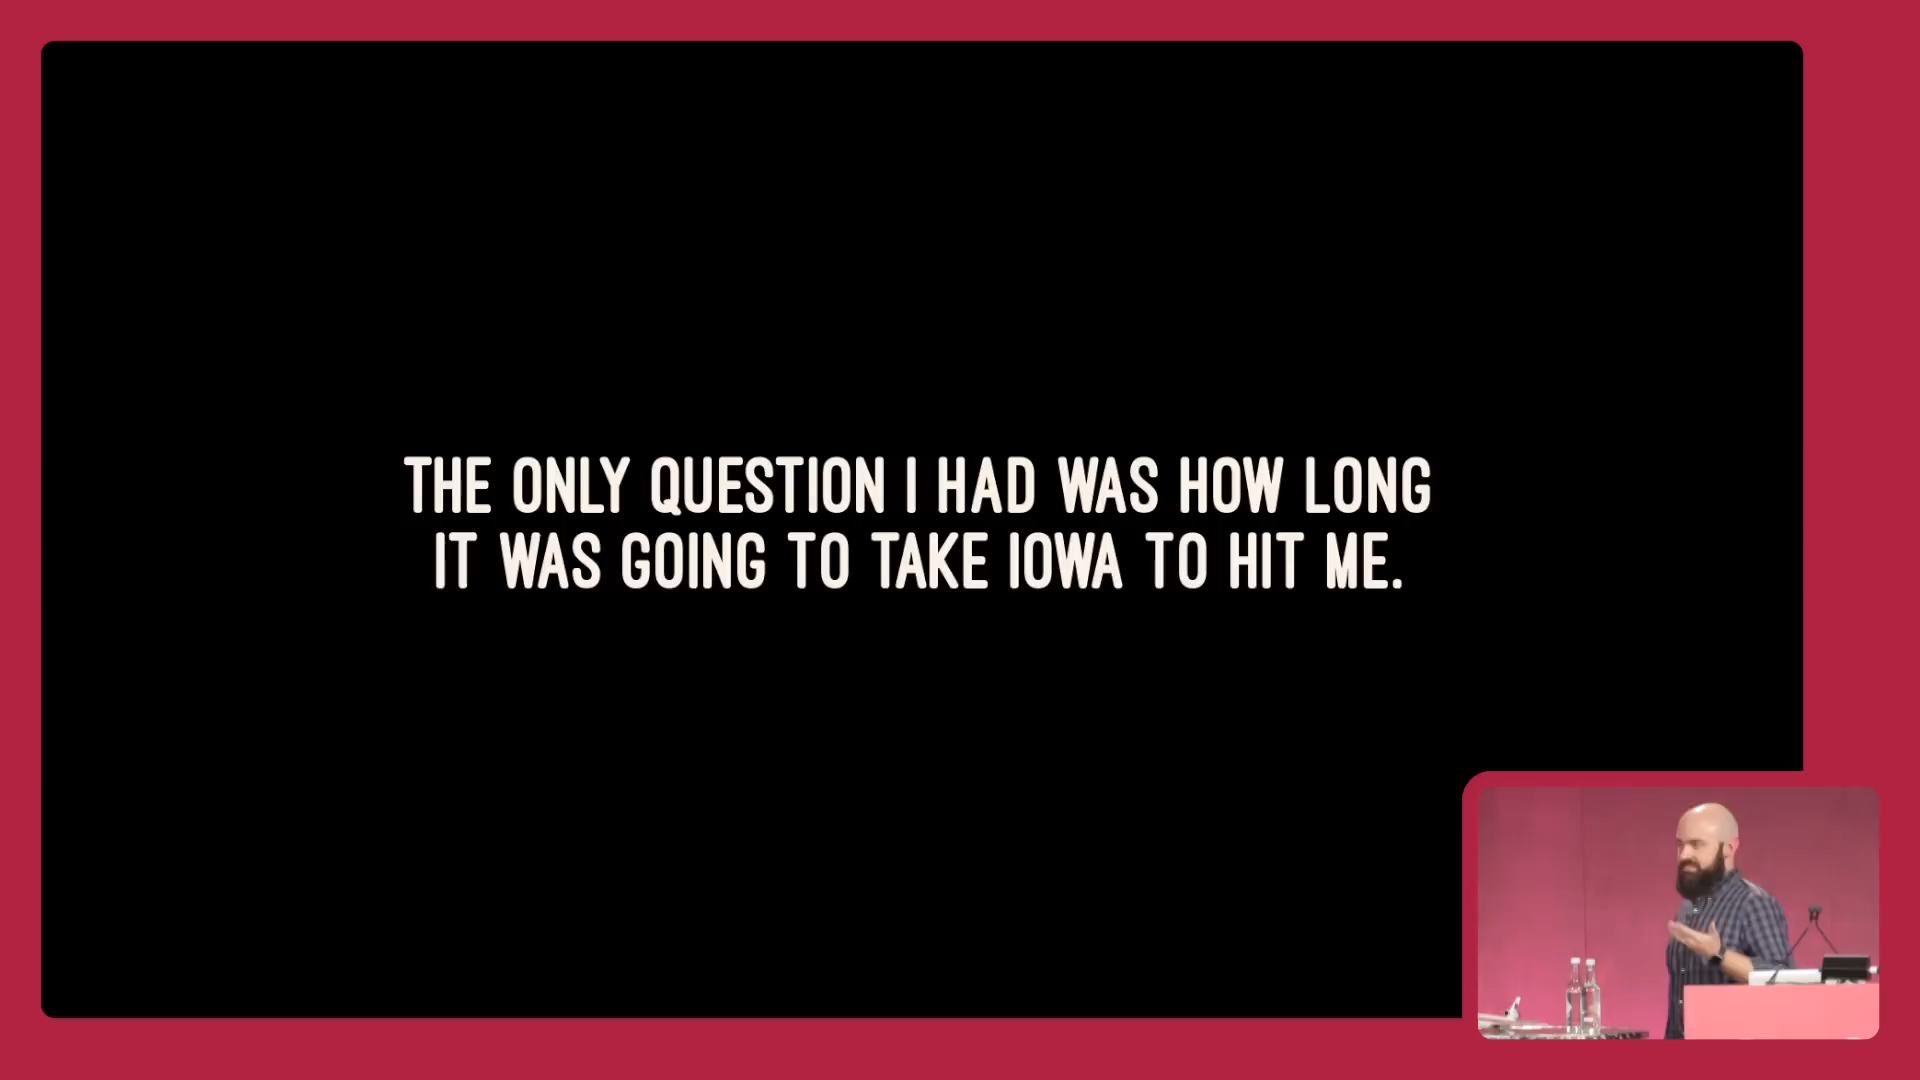 THE ONLY QUESTION I HAD WAS HOW LONG
IT WAS GOING TO TAKE IOWA TO HIT ME.